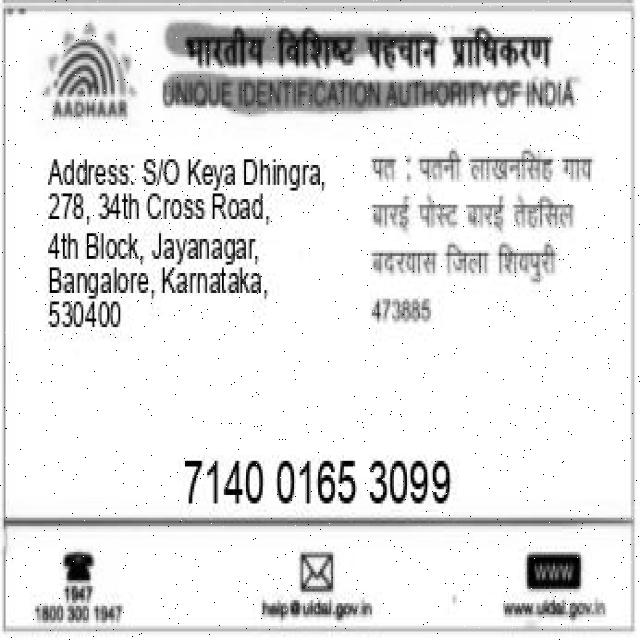 भारतीय विशिष्ट पहचान प्राधिकरण
AADHAAR
UNIQUE IDENTIFICATION AUTHORITY OF INDIA
Address: S/O Keya Dhingra,
278, 34th Cross Road,
4th Block, Jayanagar,
Bangalore, Karnataka,
530400
पत : पतनी लाखनसिंह गाव
बारई पोस्ट बारई तेहसिल
बदरवास जिला शिवपुरी
473885
7140 0165 3099
1947
1800 300 1947
help@uidai.gov.in
WWW
www.uidai.gov.in